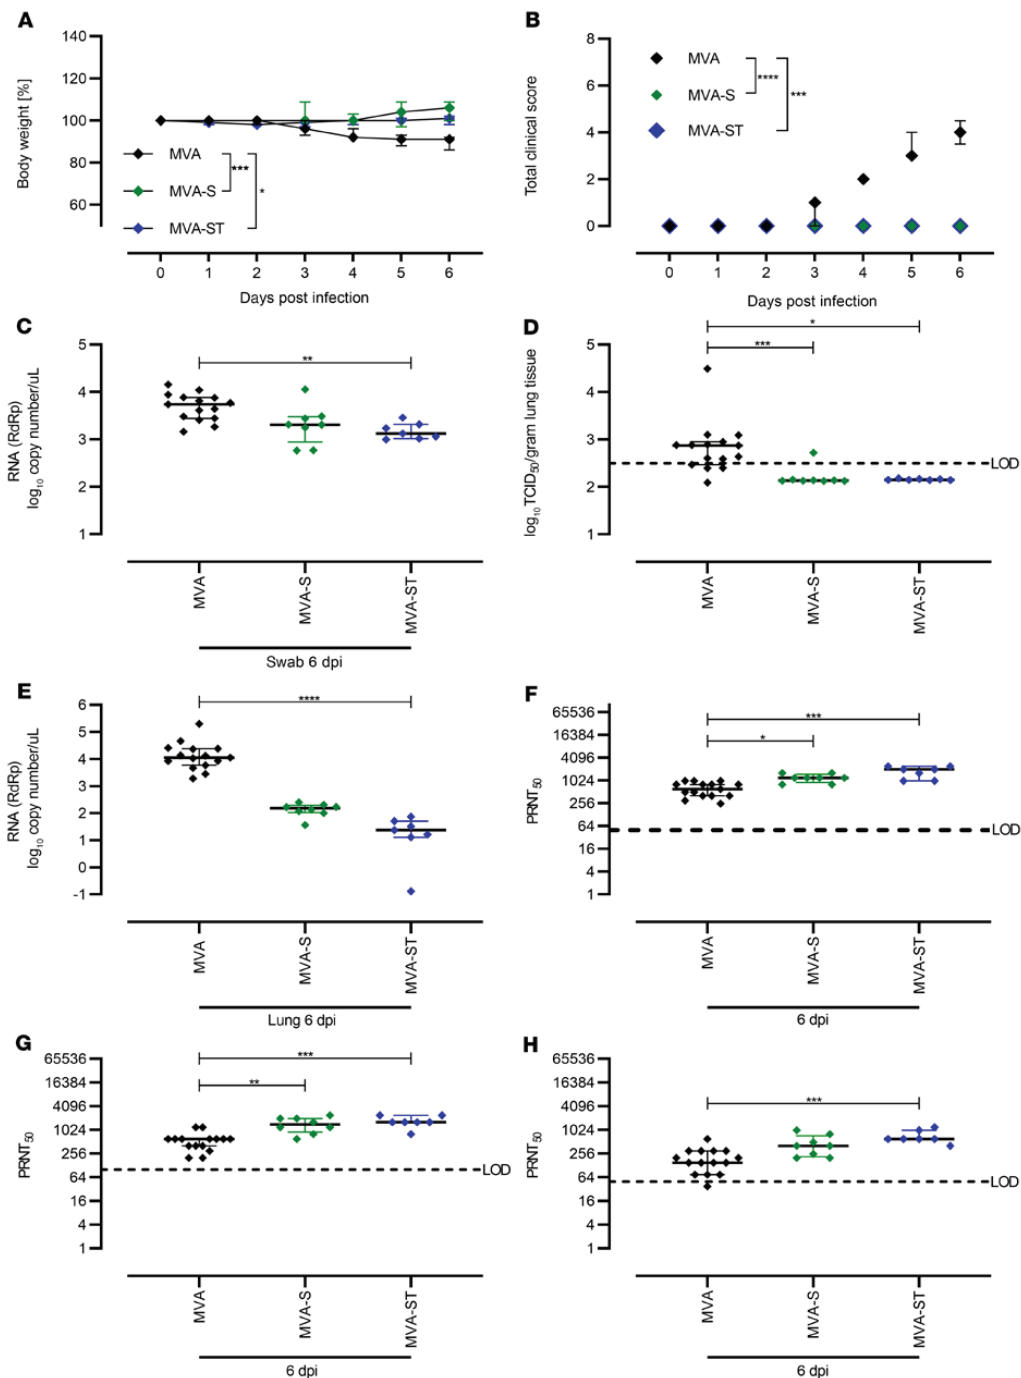 A
140
120
100
80
60
Body weight [%]
MVA
MVA-S
MVA-ST
***
*
0 1 2 3 4 5 6
Days post infection
B
8
6
4
2
0
Total clinical score
MVA
MVA-S
MVA-ST
****
***
0 1 2 3 4 5 6
Days post infection
C
5
4
3
2
1
RNA (RdRp)
log10 copy number/uL
**
MVA
MVA-S
MVA-ST
Swab 6 dpi
D
5
4
3
2
1
log10 TCID50/gram lung tissue
*
***
LOD
MVA
MVA-S
MVA-ST
E
6
5
4
3
2
1
0
-1
RNA (RdRp)
log10 copy number/uL
****
MVA
MVA-S
MVA-ST
Lung 6 dpi
F
65536
16384
4096
1024
256
64
16
4
1
PRNT50
***
*
LOD
MVA
MVA-S
MVA-ST
6 dpi
G
65536
16384
4096
1024
256
64
16
4
1
PRNT50
***
**
LOD
MVA
MVA-S
MVA-ST
6 dpi
H
65536
16384
4096
1024
256
64
16
4
1
PRNT50
***
LOD
MVA
MVA-S
MVA-ST
6 dpi